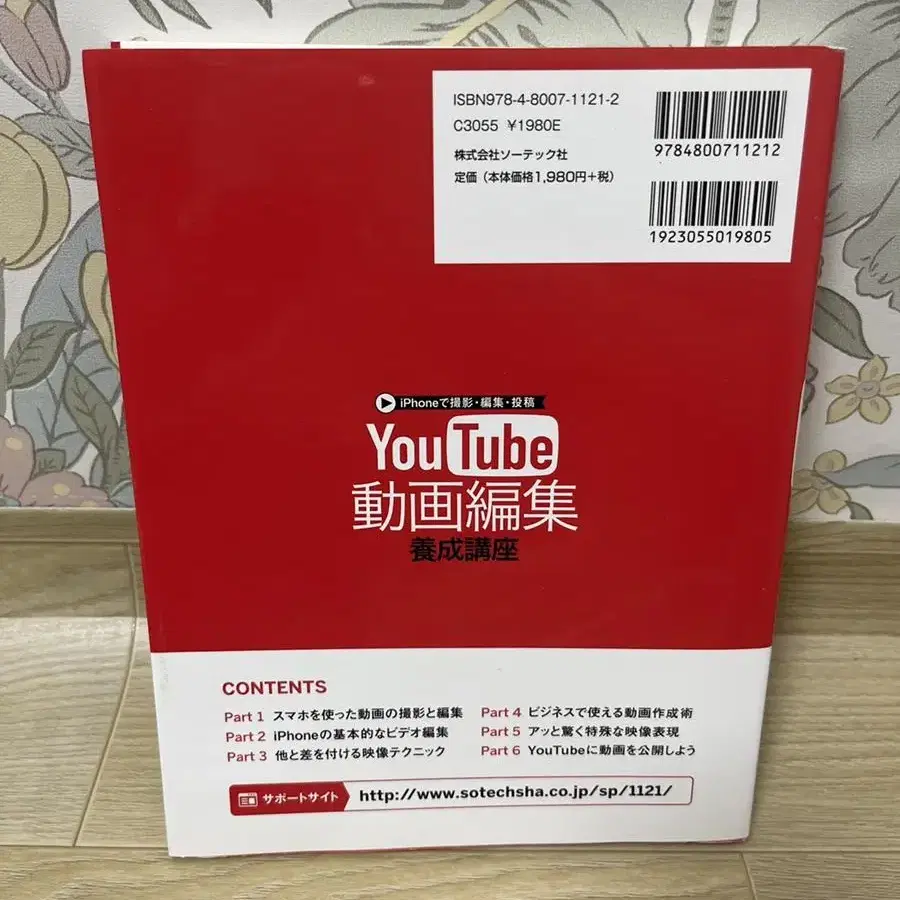 ISBN978-4-8007-1121-2
C3055 ¥1980E
株式会社ソーテック社
定価(本体価格1,980円+税)
9784800711212
1923055019805
iPhoneで撮影・編集・投稿
YouTube
動画編集
養成講座
CONTENTS
Part 1 スマホを使った動画の撮影と編集
Part 2 iPhoneの基本的なビデオ編集
Part 3 他と差を付ける映像テクニック
Part 4 ビジネスで使える動画作成術
Part 5 アッと驚く特殊な映像表現
Part 6 YouTubeに動画を公開しよう
サポートサイト http://www.sotechsha.co.jp/sp/1121/